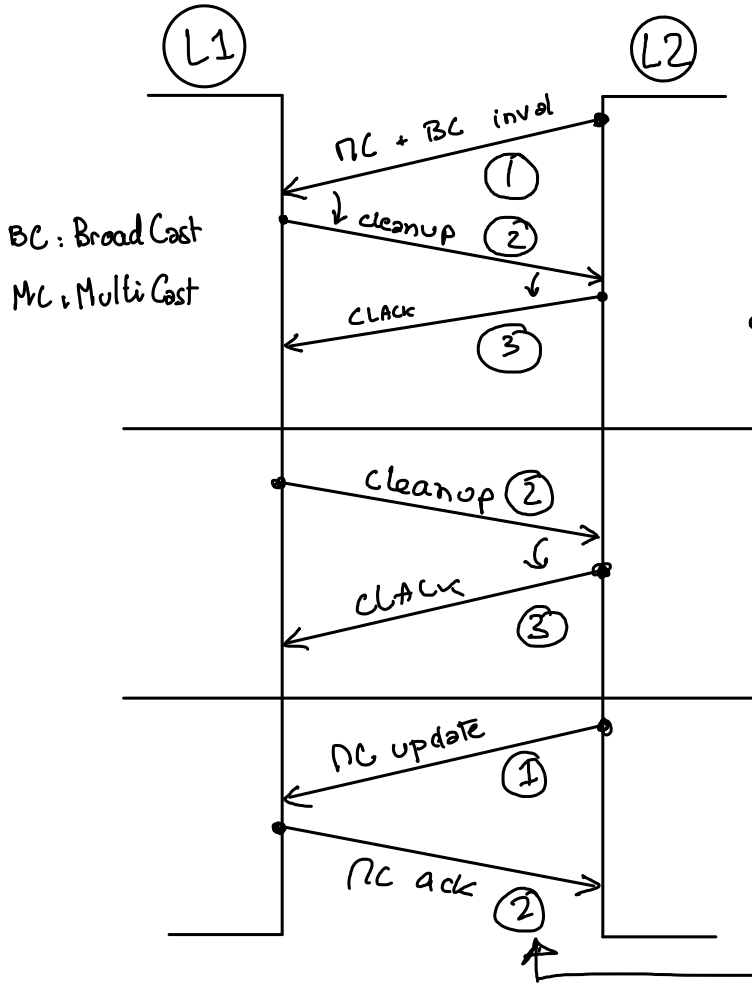 L1
L2
MC + BC inval
1
cleanup
2
BC : Broad Cast
MC : Multi Cast
CLACK
3
cleanup
2
CLACK
3
MC update
1
MC ack
2